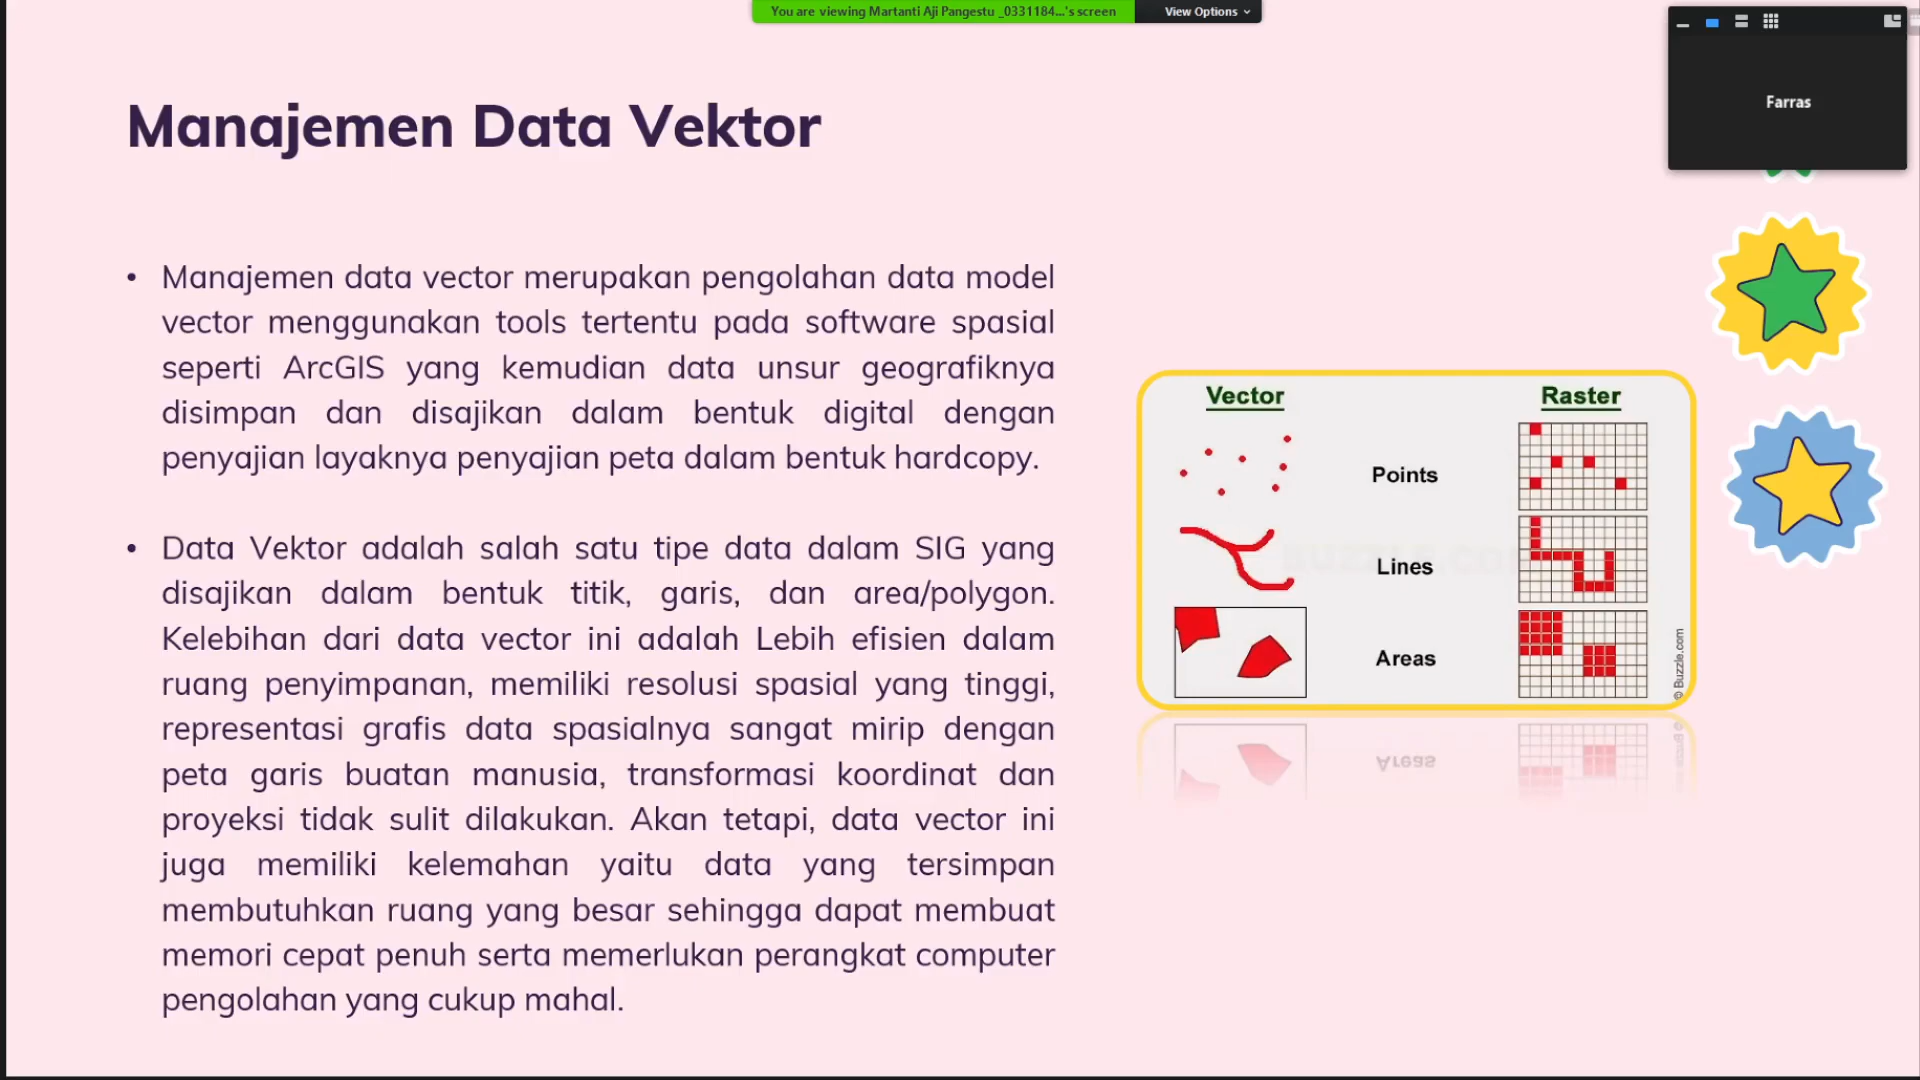 You are viewing Martanti Aji Pangestu _0331184...'s screen
View Options
Farras
Manajemen Data Vektor
• Manajemen data vector merupakan pengolahan data model
vector menggunakan tools tertentu pada software spasial
seperti ArcGIS yang kemudian data unsur geografiknya
disimpan dan disajikan dalam bentuk digital dengan
penyajian layaknya penyajian peta dalam bentuk hardcopy.
• Data Vektor adalah salah satu tipe data dalam SIG yang
disajikan dalam bentuk titik, garis, dan area/polygon.
Kelebihan dari data vector ini adalah Lebih efisien dalam
ruang penyimpanan, memiliki resolusi spasial yang tinggi,
representasi grafis data spasialnya sangat mirip dengan
peta garis buatan manusia, transformasi koordinat dan
proyeksi tidak sulit dilakukan. Akan tetapi, data vector ini
juga memiliki kelemahan yaitu data yang tersimpan
membutuhkan ruang yang besar sehingga dapat membuat
memori cepat penuh serta memerlukan perangkat computer
pengolahan yang cukup mahal.
Vector
Raster
Points
Lines
Areas
© Buzzle.com